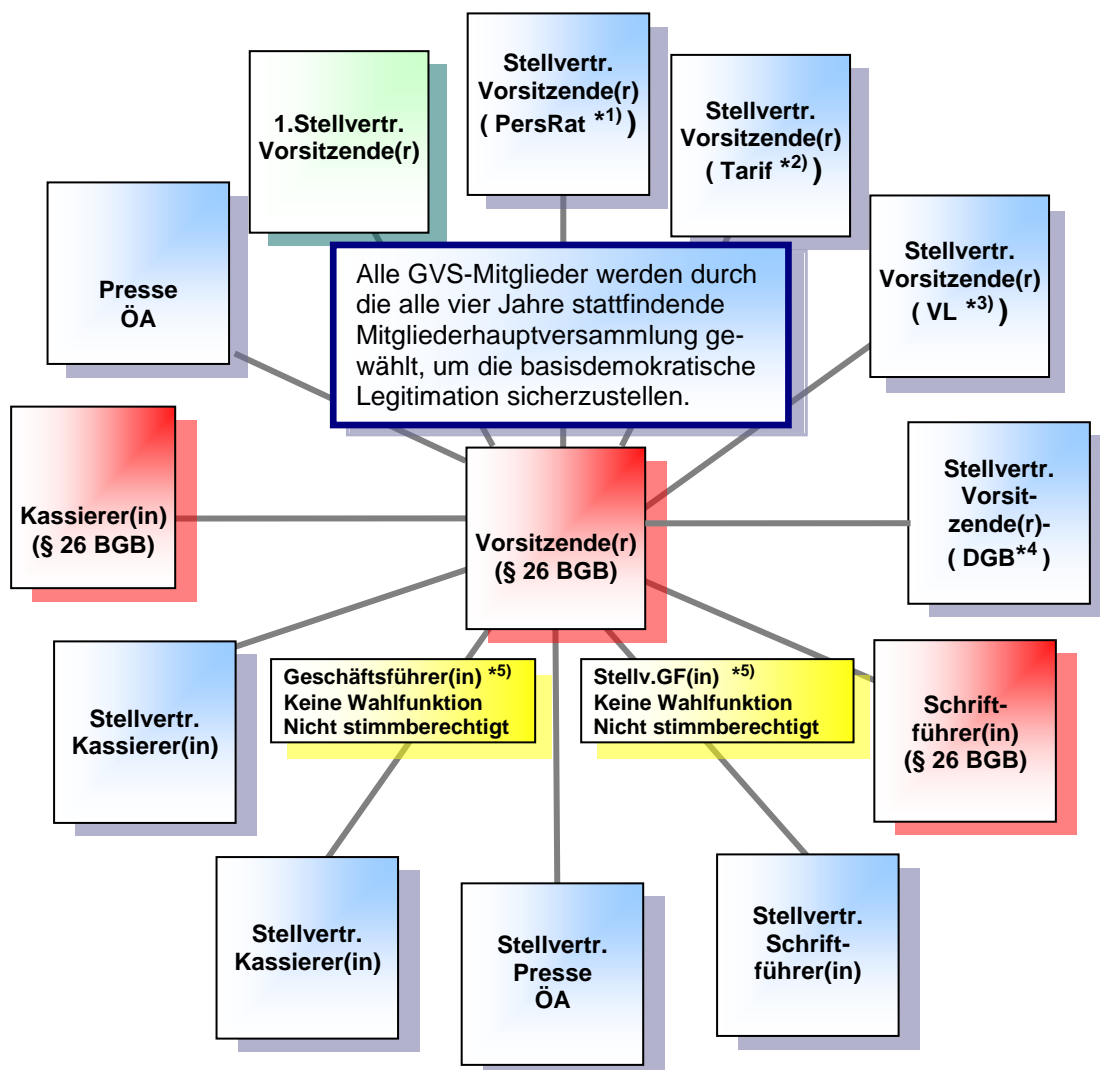 Stellvertr.
Vorsitzende(r)
( PersRat *1) )
1.Stellvertr.
Vorsitzende(r)
Stellvertr.
Vorsitzende(r)
( Tarif *2) )
Presse
ÖA
Stellvertr.
Vorsitzende(r)
( VL *3) )
Alle GVS-Mitglieder werden durch
die alle vier Jahre stattfindende
Mitgliederhauptversammlung ge-
wählt, um die basisdemokratische
Legitimation sicherzustellen.
Kassierer(in)
(§ 26 BGB)
Vorsitzende(r)
(§ 26 BGB)
Stellvertr.
Vorsit-
zende(r)-
( DGB*4 )
Stellvertr.
Kassierer(in)
Geschäftsführer(in) *5)
Keine Wahlfunktion
Nicht stimmberechtigt
Stellv.GF(in) *5)
Keine Wahlfunktion
Nicht stimmberechtigt
Schrift-
führer(in)
(§ 26 BGB)
Stellvertr.
Kassierer(in)
Stellvertr.
Presse
ÖA
Stellvertr.
Schrift-
führer(in)